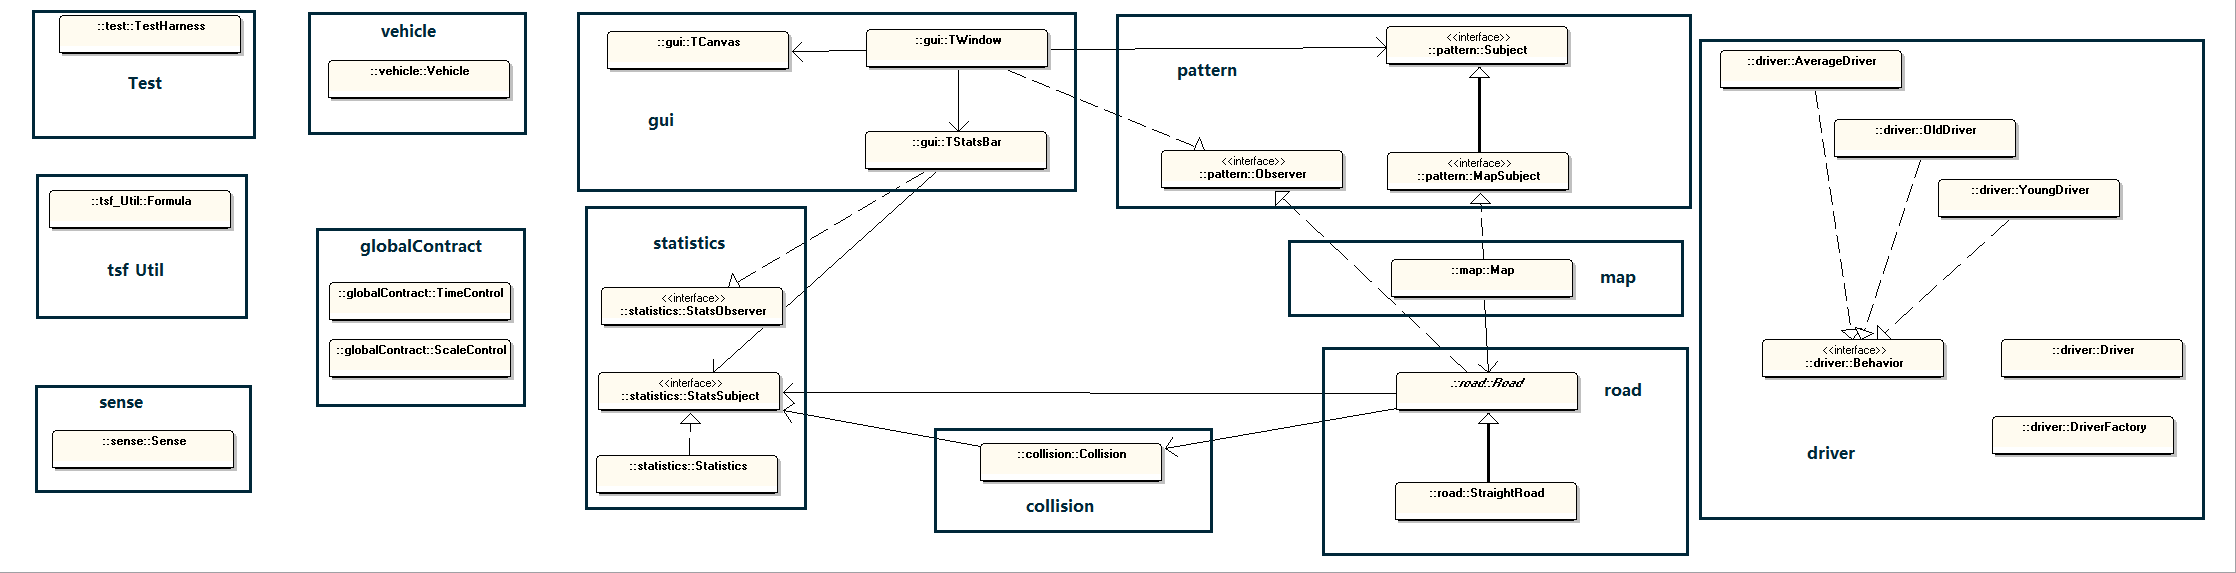 ::test::TestHarness
Test
vehicle
::vehicle::Vehicle
::tsf_Util::Formula
tsf Util
globalContract
::globalContract::TimeControl
::globalContract::ScaleControl
sense
::sense::Sense
::gui::TCanvas
::gui::TWindow
gui
::gui::TStatsBar
<<interface>>
::pattern::Subject
pattern
<<interface>>
::pattern::Observer
<<interface>>
::pattern::MapSubject
statistics
<<interface>>
::statistics::StatsObserver
<<interface>>
::statistics::StatsSubject
::statistics::Statistics
::map::Map
map
::collision::Collision
collision
::road::Road
road
::road::StraightRoad
::driver::AverageDriver
::driver::OldDriver
::driver::YoungDriver
<<interface>>
::driver::Behavior
::driver::Driver
::driver::DriverFactory
driver